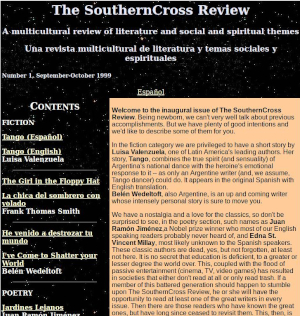 The SouthernCross Review
A multicultural review of literature and social and spiritual themes
Una revista multicultural de literatura y temas sociales y
espirituales
Number 1, September-October 1999
CONTENTS
FICTION
Tango (Español)
Tango (English)
Luisa Valenzuela
The Girl in the Floppy Hat
La chica del sombrero con
volado
Frank Thomas Smith
He venido a destrozar tu
mundo
I've Come to Shatter your
World
Belén Wedeltoft
POETRY
Jardines Lejanos
Juan Ramón Jiménez
Español
Welcome to the inaugural issue of The SouthernCross
Review. Being newborn, we can't very well talk about previous
accomplishments. But we have plenty of good intentions and
we'd like to describe some of them for you.
In the fiction category we are privileged to have a short story by
Luisa Valenzuela, one of Latin America's leading authors. Her
story, Tango, combines the true spirit (and sensuality) of
Argentina's national dance with the heroine's emotional
response to it – as only an Argentine writer (and, we assume,
Tango dancer) could do. It appears in the original Spanish with
English translation.
Belén Wedeltoft, also Argentine, is an up and coming writer
whose intensely personal story is sure to move you.
We have a nostalgia and a love for the classics, so don't be
surprised to see, in the poetry section, such names as Juan
Ramón Jiménez,a Nobel prize winner who most of our English
speaking readers probably never heard of, and Edna St.
Vincent Millay, most likely unknown to the Spanish speakers.
These classic authors are dead, yes, but not forgotten, at least
not here. It is no secret that education is deficient, to a greater or
lesser degree the world over. This, coupled with the flood of
passive entertainment (cinema, TV, video games) has resulted
in societies that either don't read at all or only read trash. If a
member of this battered generation should happen to stumble
upon The SouthernCross Review, he or she will have the
opportunity to read at least one of the great writers in every
issue. Then there are those readers who have known the great
ones, but have long since ceased to revisit them. This, then, is